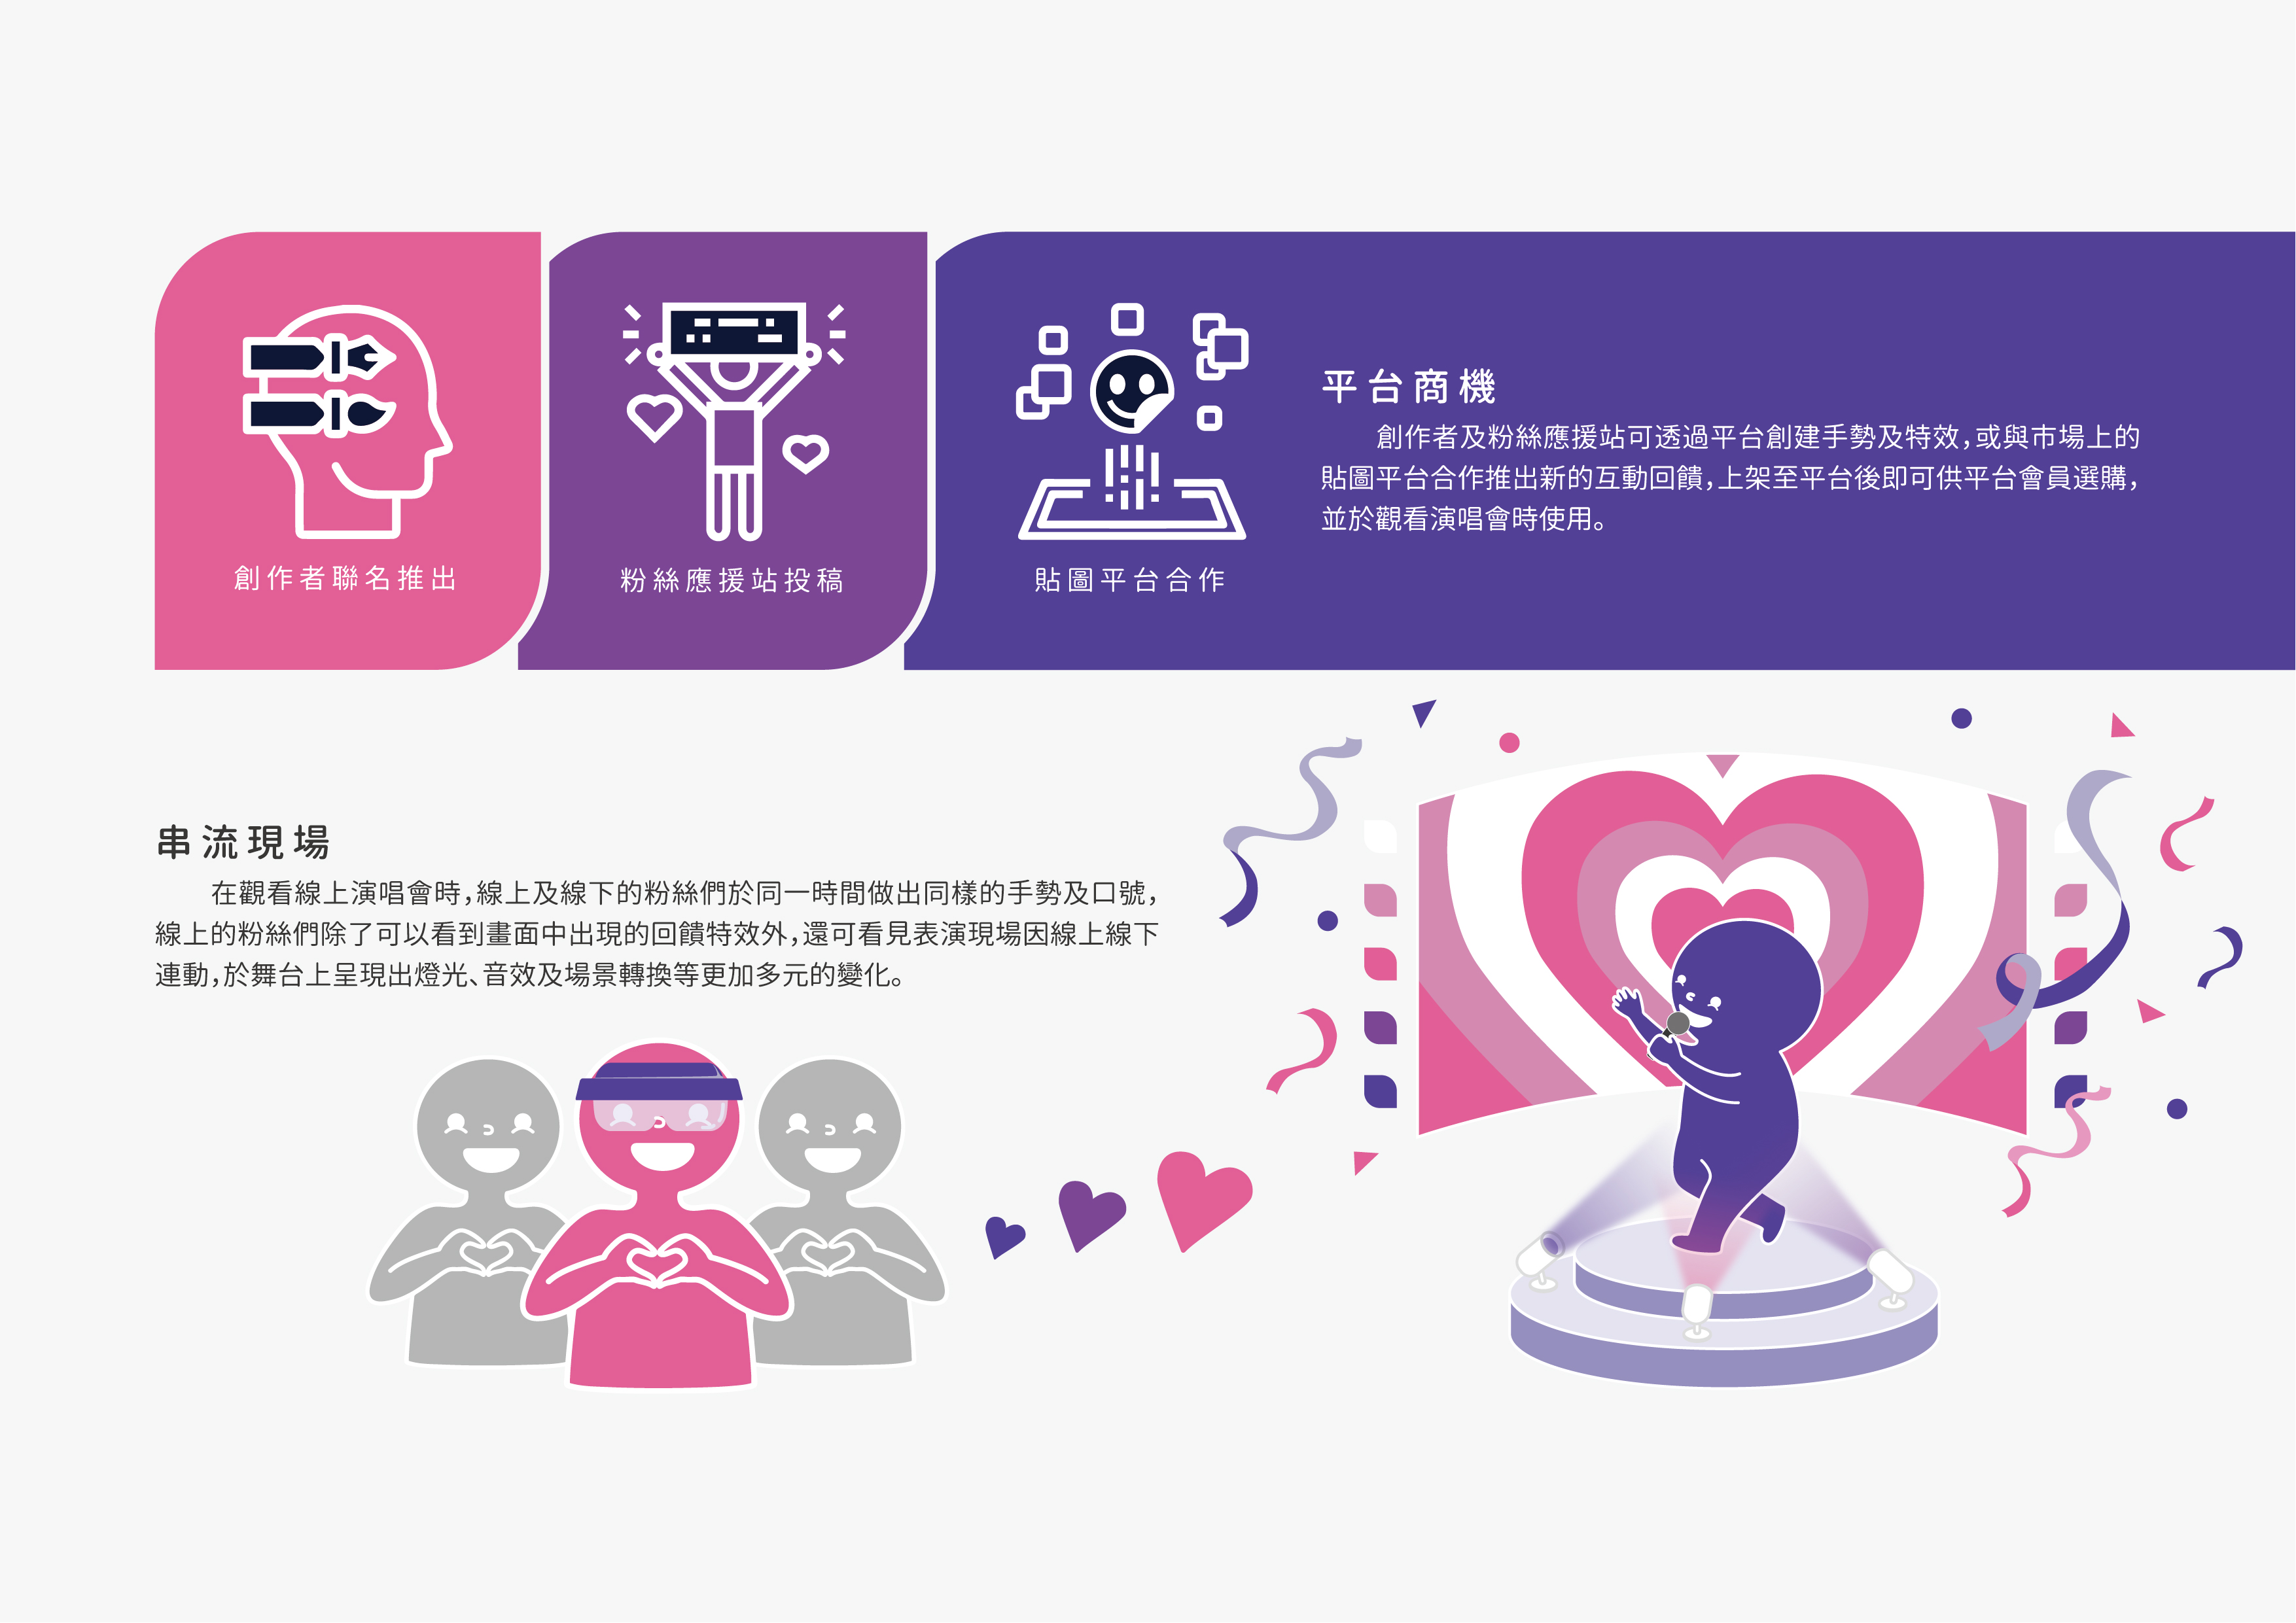 創作者聯名推出
粉絲應援站投稿
貼圖平台合作
平台商機
創作者及粉絲應援站可透過平台創建手勢及特效，或與市場上的
貼圖平台合作推出新的互動回饋，上架至平台後即可供平台會員選購，
並於觀看演唱會時使用。
串流現場
在觀看線上演唱會時，線上及線下的粉絲們於同一時間做出同樣的手勢及口號，
線上的粉絲們除了可以看到畫面中出現的回饋特效外，還可看見表演現場因線上線下
連動，於舞台上呈現出燈光、音效及場景轉換等更加多元的變化。